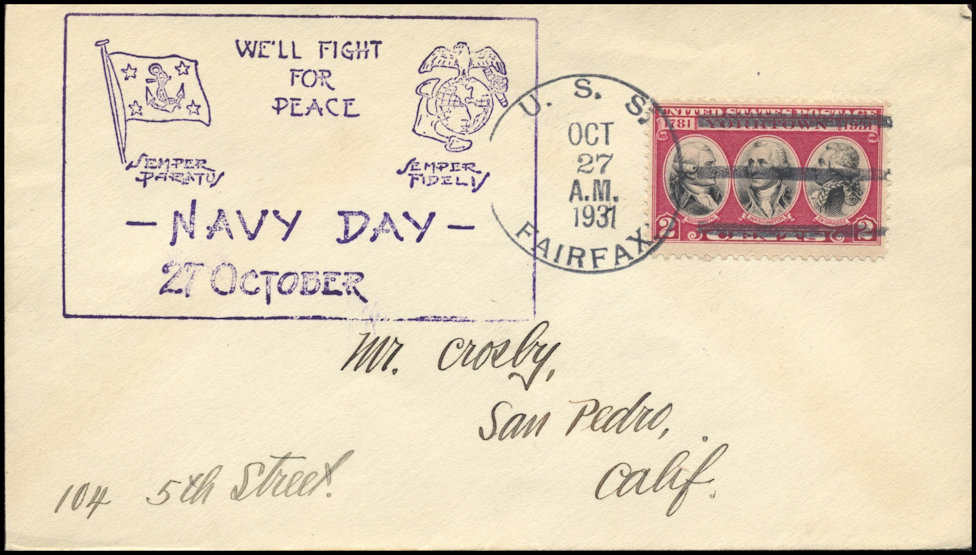 WE'LL FIGHT
FOR
PEACE
SEMPER
PARATUS
SEMPER
FIDELIS
— NAVY DAY —
27 OCTOBER
U. S. S.
OCT
27
A.M.
1931
FAIRFAX
UNITED STATES POSTAGE
1781 YORKTOWN 1931
2 2
Mr. Crosby,
San Pedro,
Calif.
104 5th Street.